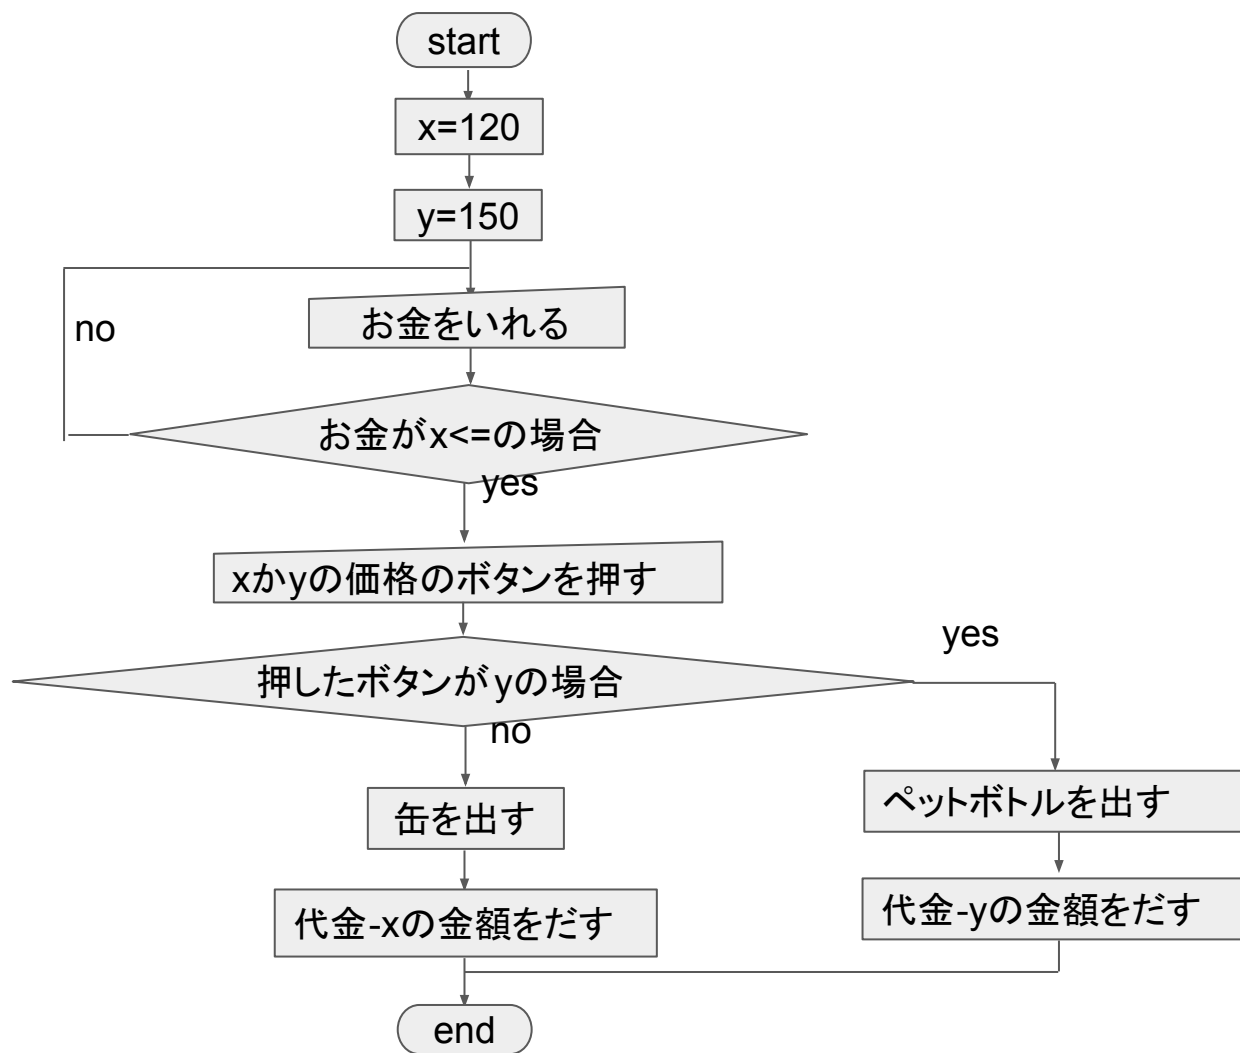 start
x=120
y=150
no
お金をいれる
お金がx<=の場合
yes
xかyの価格のボタンを押す
yes
押したボタンがyの場合
no
缶を出す
ペットボトルを出す
代金-xの金額をだす
代金-yの金額をだす
end